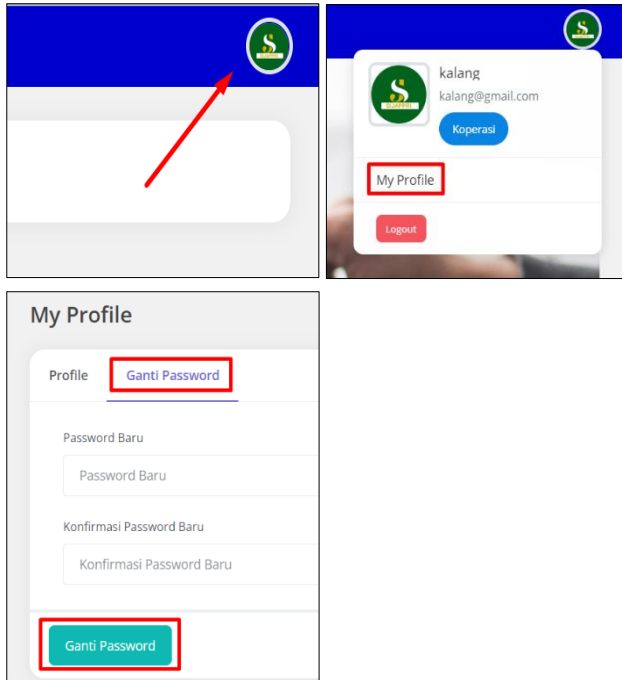 kalang
kalang@gmail.com
Koperasi
My Profile
Logout
My Profile
Profile Ganti Password
Password Baru
Password Baru
Konfirmasi Password Baru
Konfirmasi Password Baru
Ganti Password